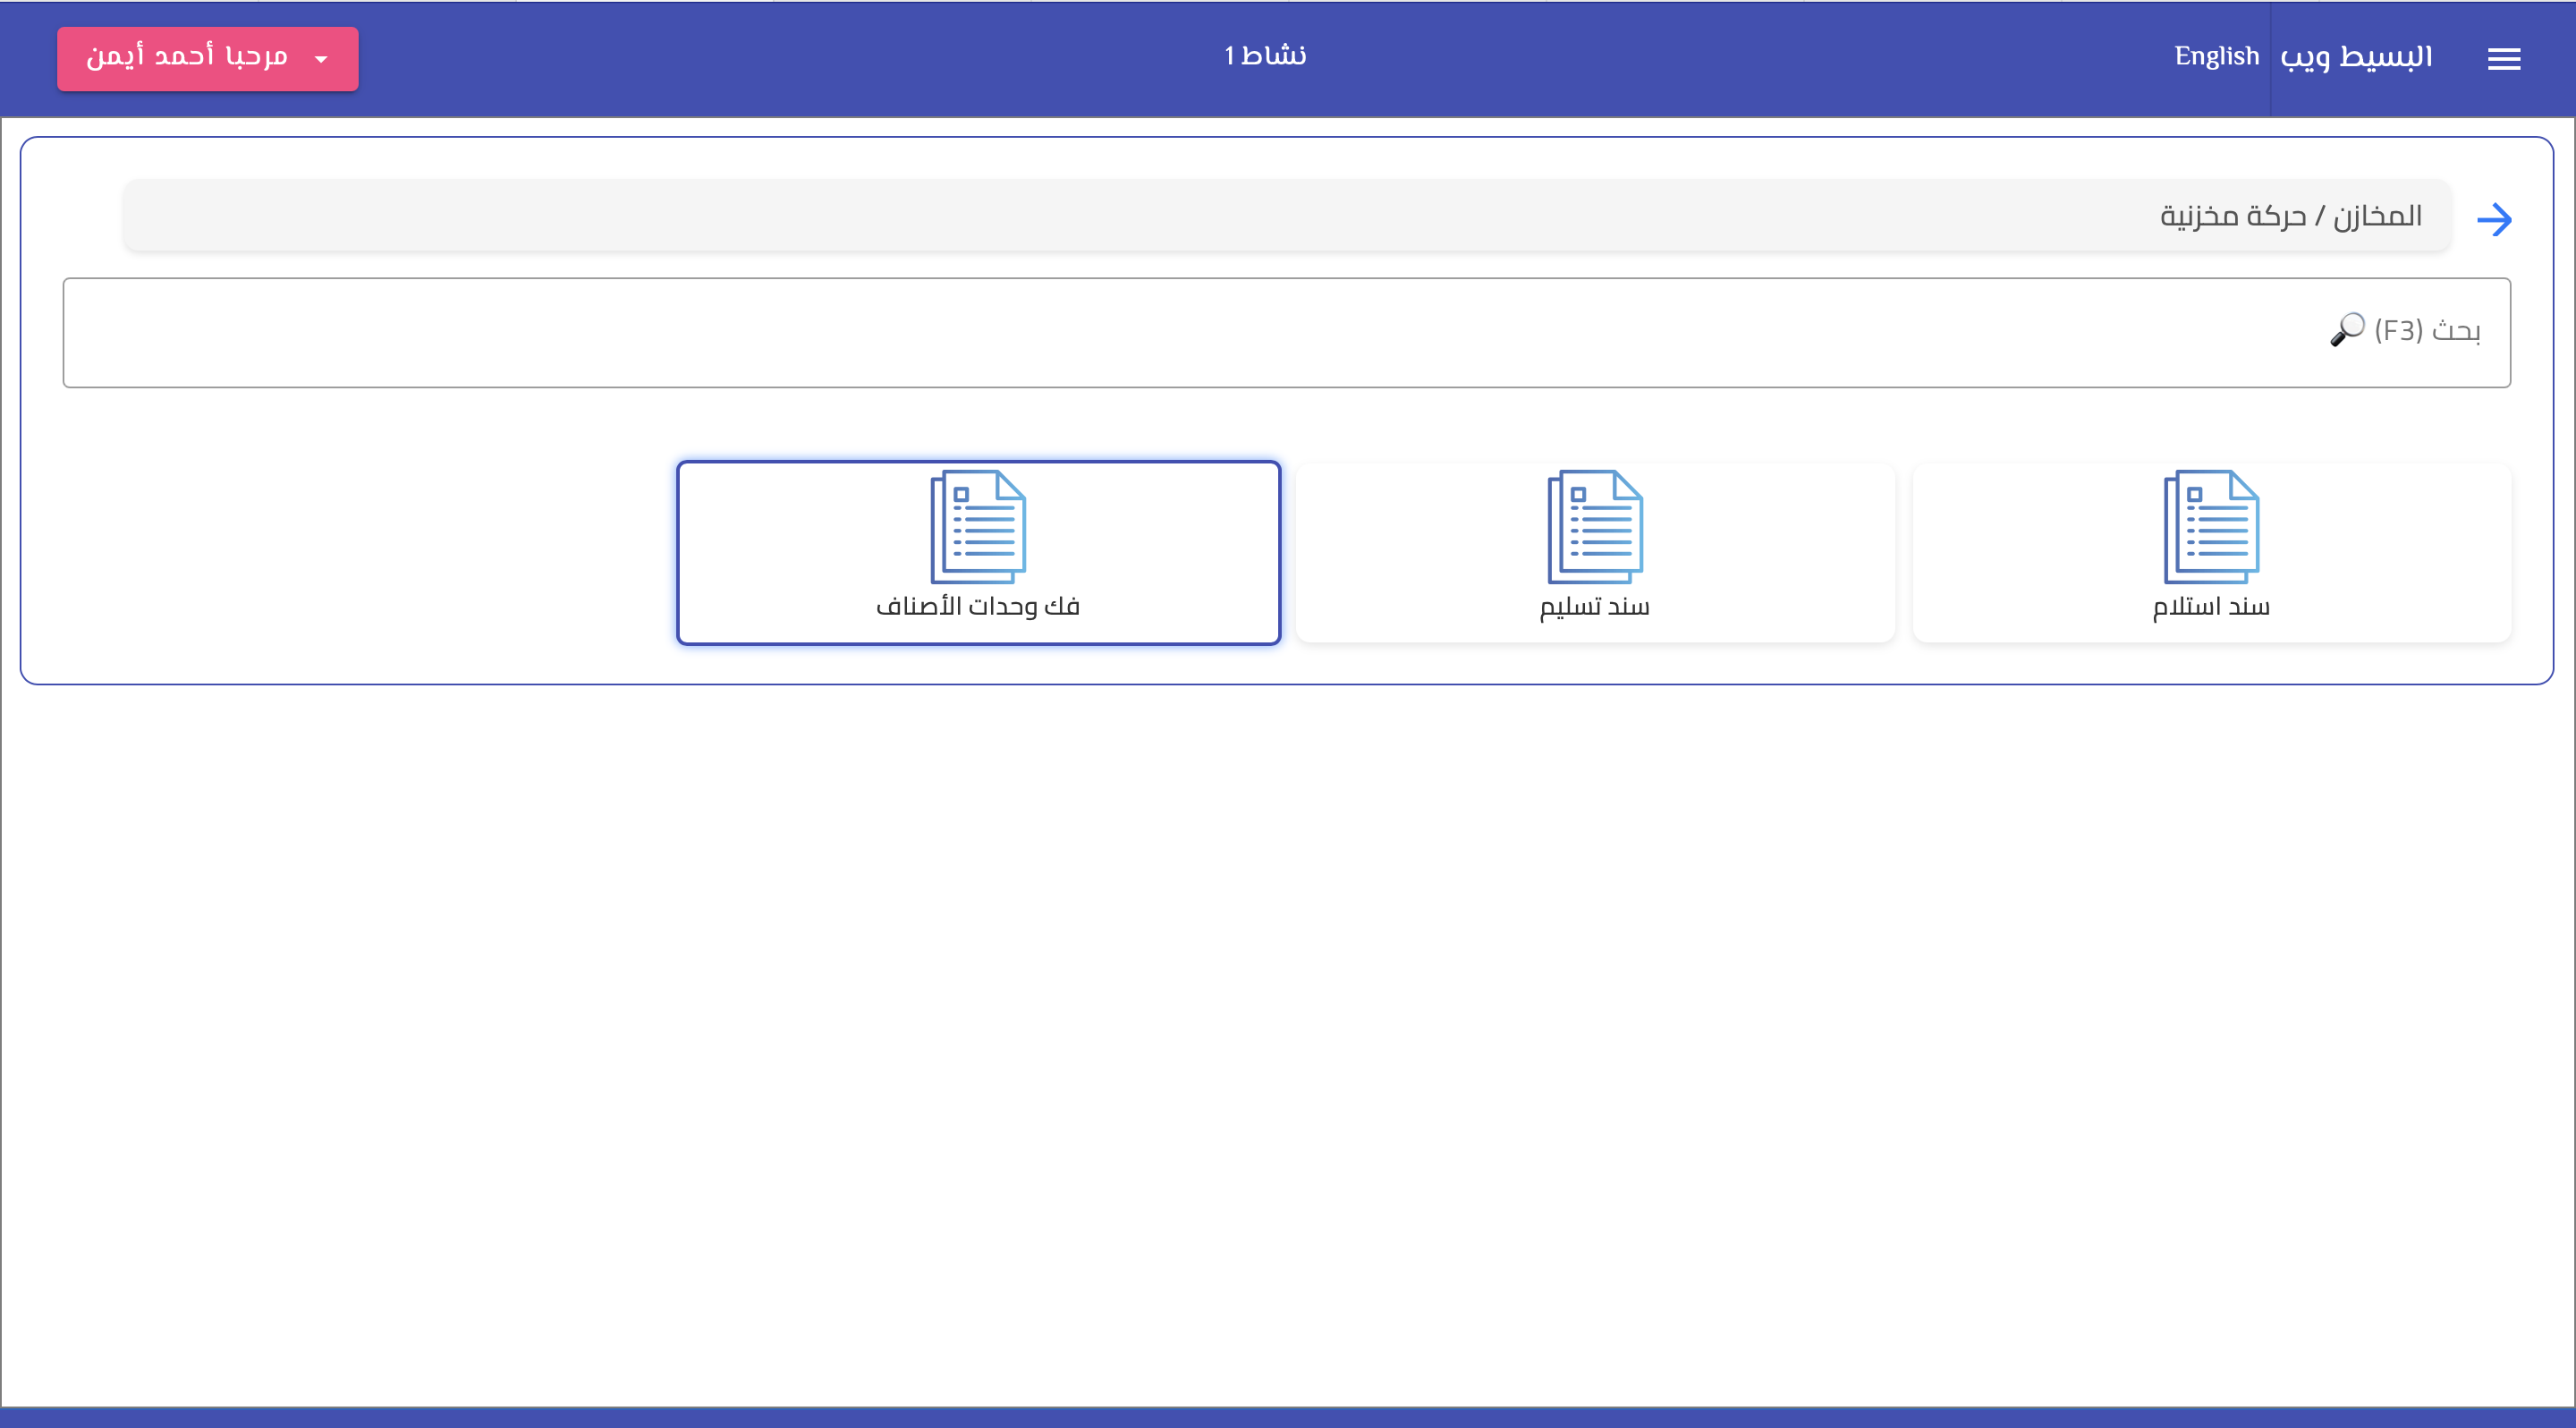 البسيط ويب
English
نشاط 1
مرحبا أحمد أيمن
المخازن / حركة مخزنية
بحث (F3) 🔎
سند استلام
سند تسليم
فك وحدات الأصناف